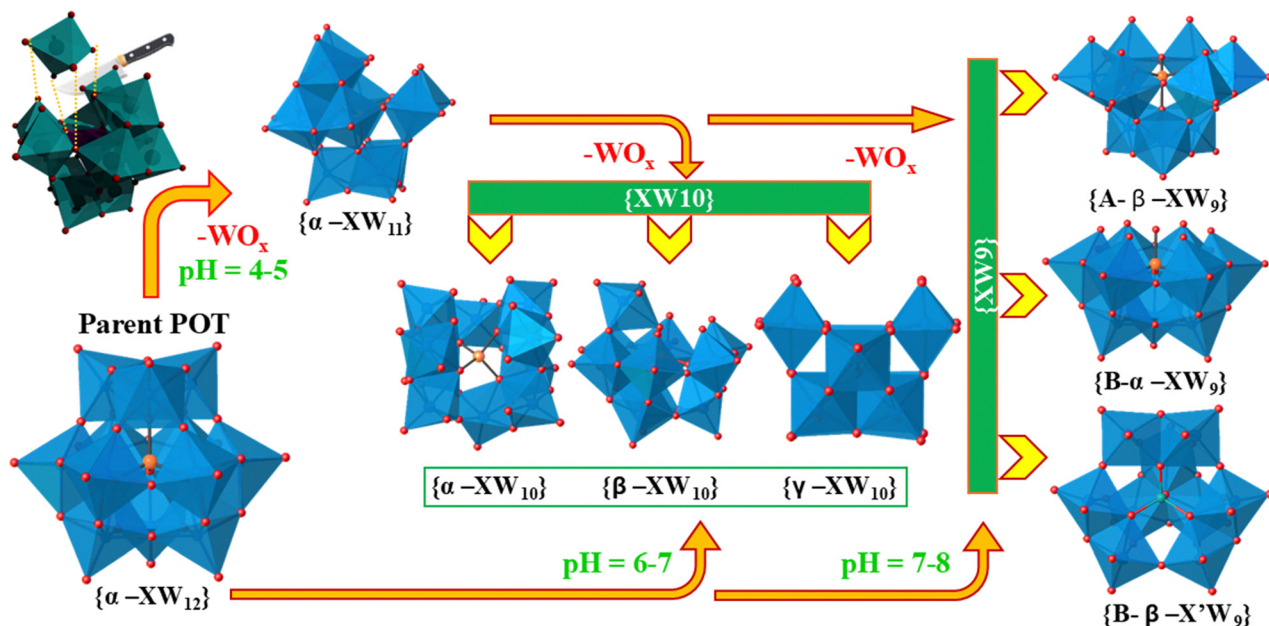 {α –XW₁₁}
-WOₓ
pH = 4-5
Parent POT
{α –XW₁₂}
-WOₓ
-WOₓ
{XW10}
{α –XW₁₀}
{β –XW₁₀}
{γ –XW₁₀}
pH = 6-7
pH = 7-8
{XW9}
{A- β –XW₉}
{B-α –XW₉}
{B- β –X’W₉}